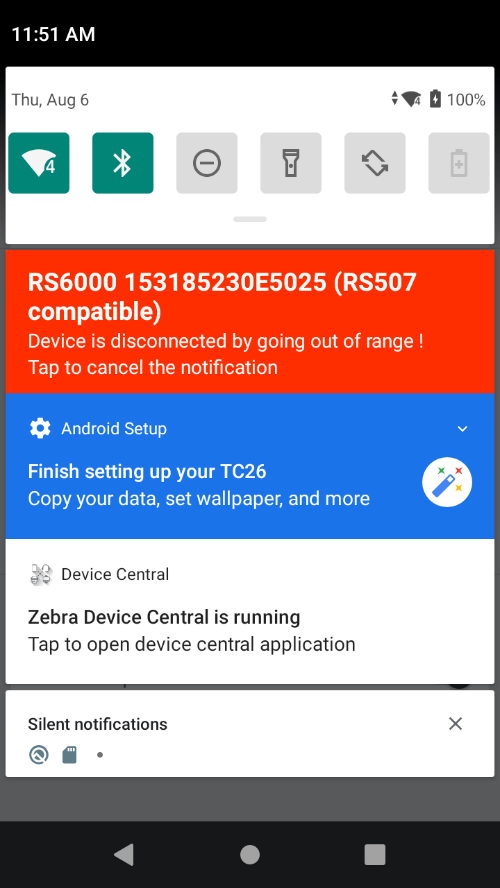 11:51 AM
Thu, Aug 6
4
100%
4
RS6000 153185230E5025 (RS507
compatible)
Device is disconnected by going out of range !
Tap to cancel the notification
Android Setup
Finish setting up your TC26
Copy your data, set wallpaper, and more
Device Central
Zebra Device Central is running
Tap to open device central application
Silent notifications